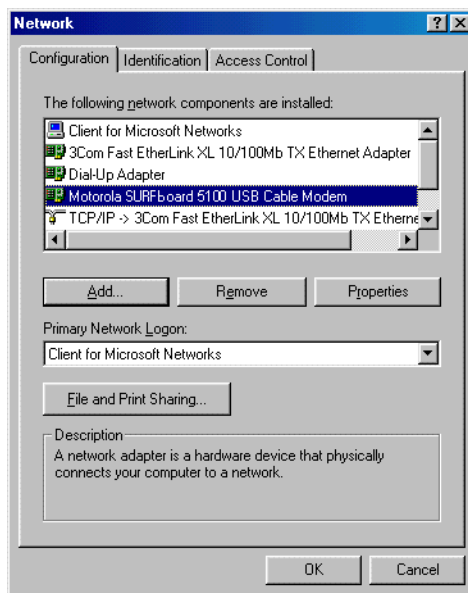 Network
Configuration
Identification
Access Control
The following network components are installed:
Client for Microsoft Networks
3Com Fast EtherLink XL 10/100Mb TX Ethernet Adapter
Dial-Up Adapter
Motorola SURFboard 5100 USB Cable Modem
TCP/IP -> 3Com Fast EtherLink XL 10/100Mb TX Etherne
Add...
Remove
Properties
Primary Network Logon:
Client for Microsoft Networks
File and Print Sharing...
Description
A network adapter is a hardware device that physically
connects your computer to a network.
OK
Cancel